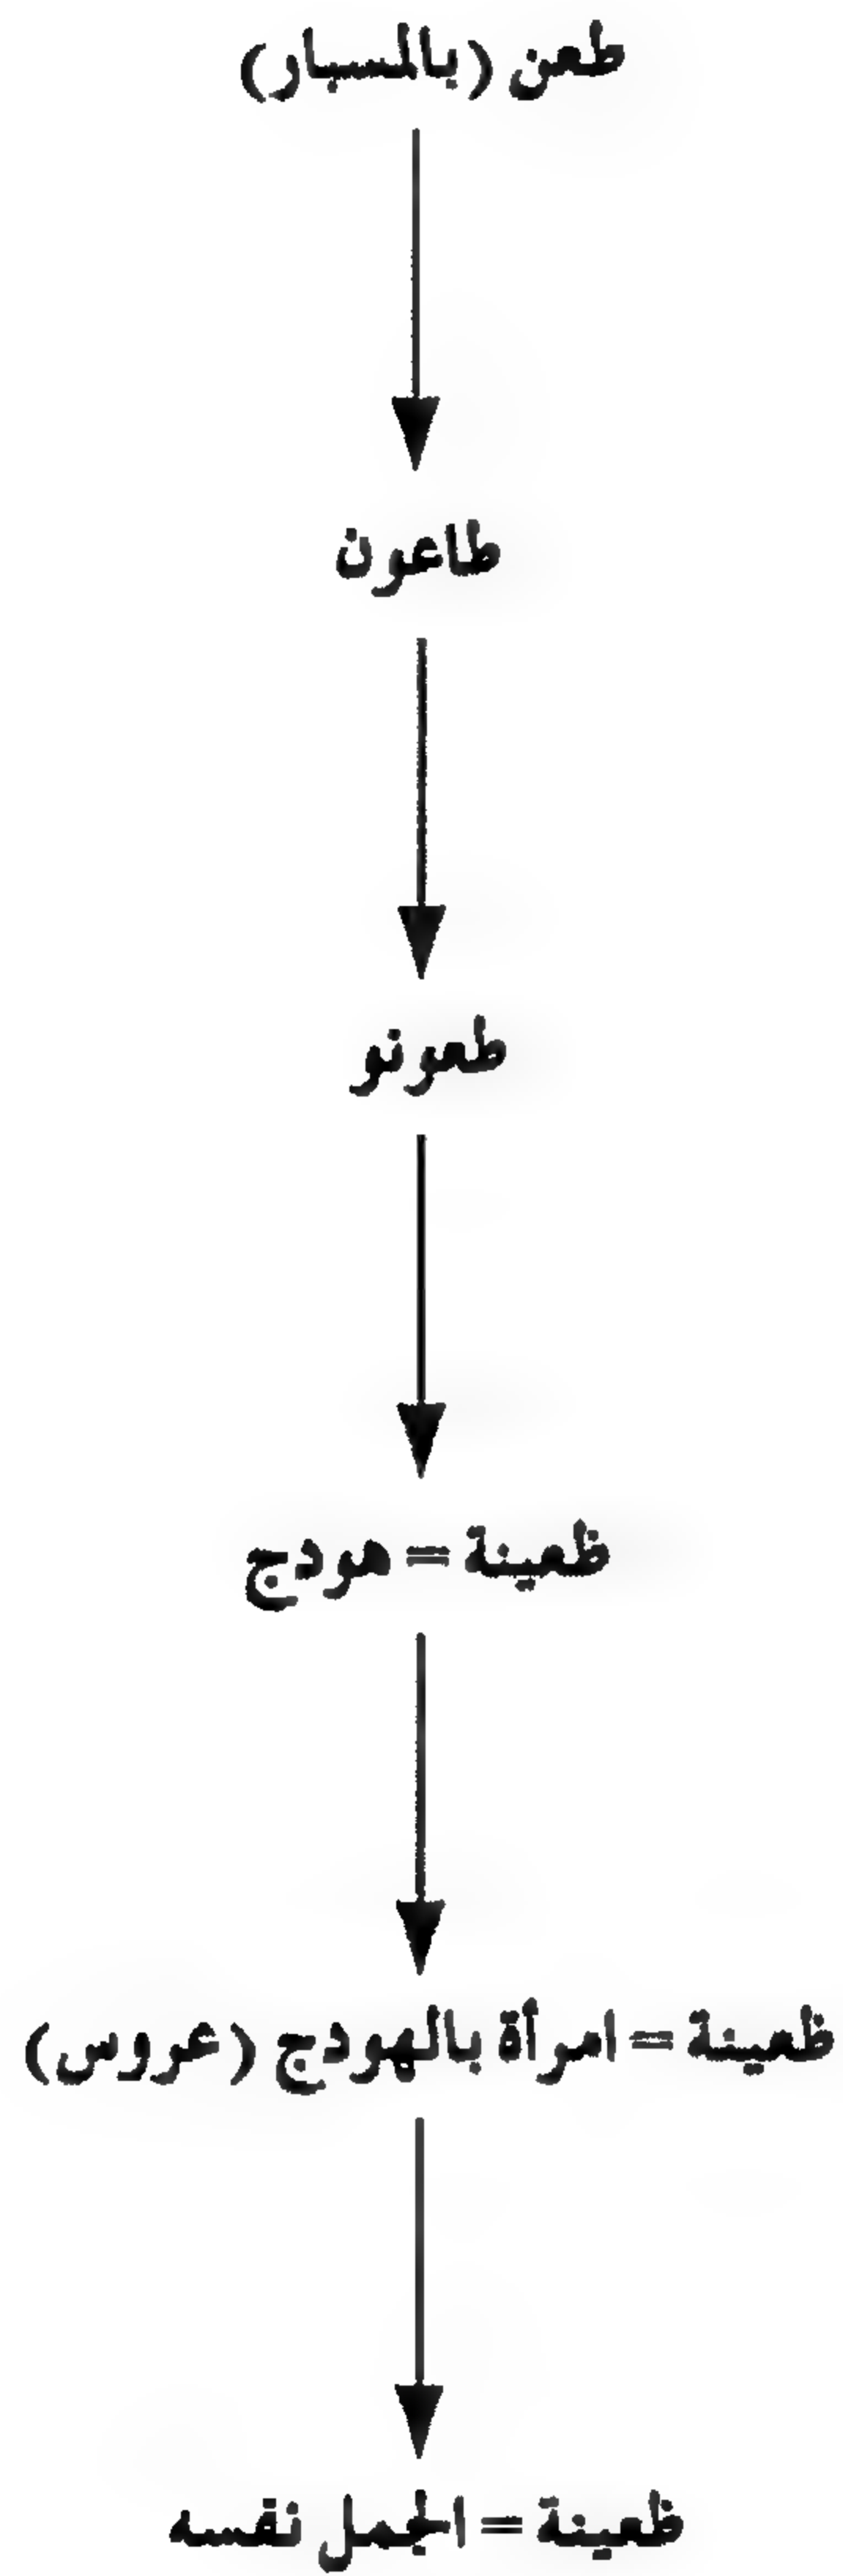 طعن (بالمسبار)
طاعون
طعونو
ظعينة = هودج
ظعينة = امرأة بالهودج (عروس)
ظعينة = الجمل نفسه